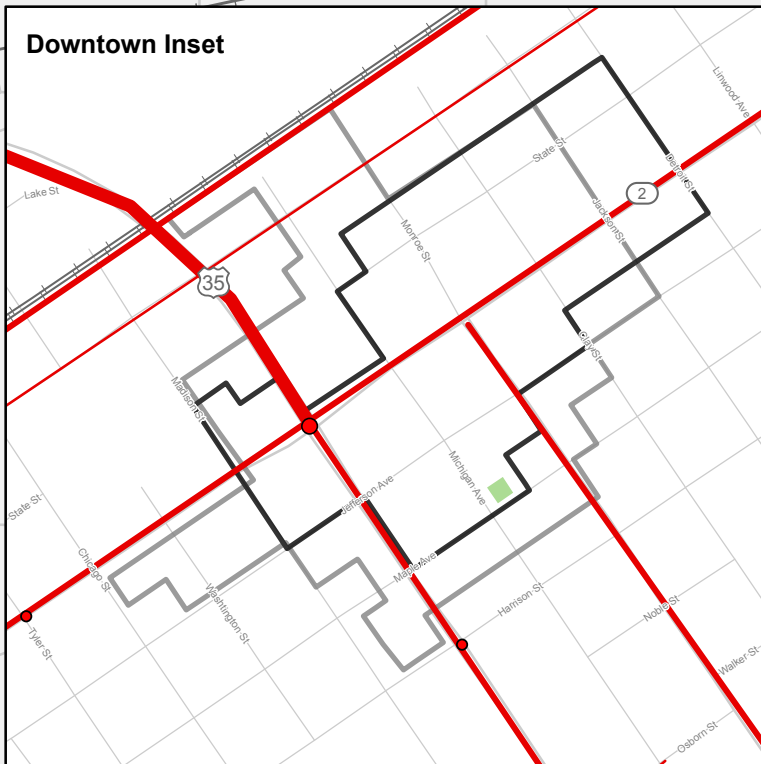 Downtown Inset
Linwood Ave
State St
Detroit St
Lake St
2
Jackson St
Monroe St
35
Clay St
Madison St
Michigan Ave
Jefferson Ave
State St
Maple Ave
Chicago St
Washtington St
Harrison St
Noble St
Tyler St
Walker St
Osborn St